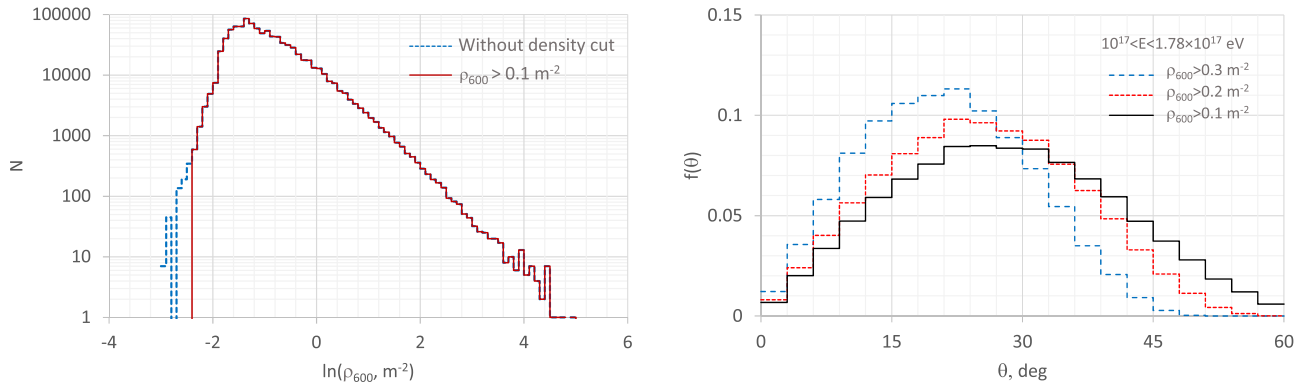 100000
10000
1000
100
10
1
N
-4
-2
0
2
4
6
ln(ρ600, m-2)
Without density cut
ρ600 > 0.1 m-2
0.15
0.1
0.05
0
f(θ)
0
15
30
45
60
θ, deg
10^17<E<1.78×10^17 eV
ρ600>0.3 m-2
ρ600>0.2 m-2
ρ600>0.1 m-2